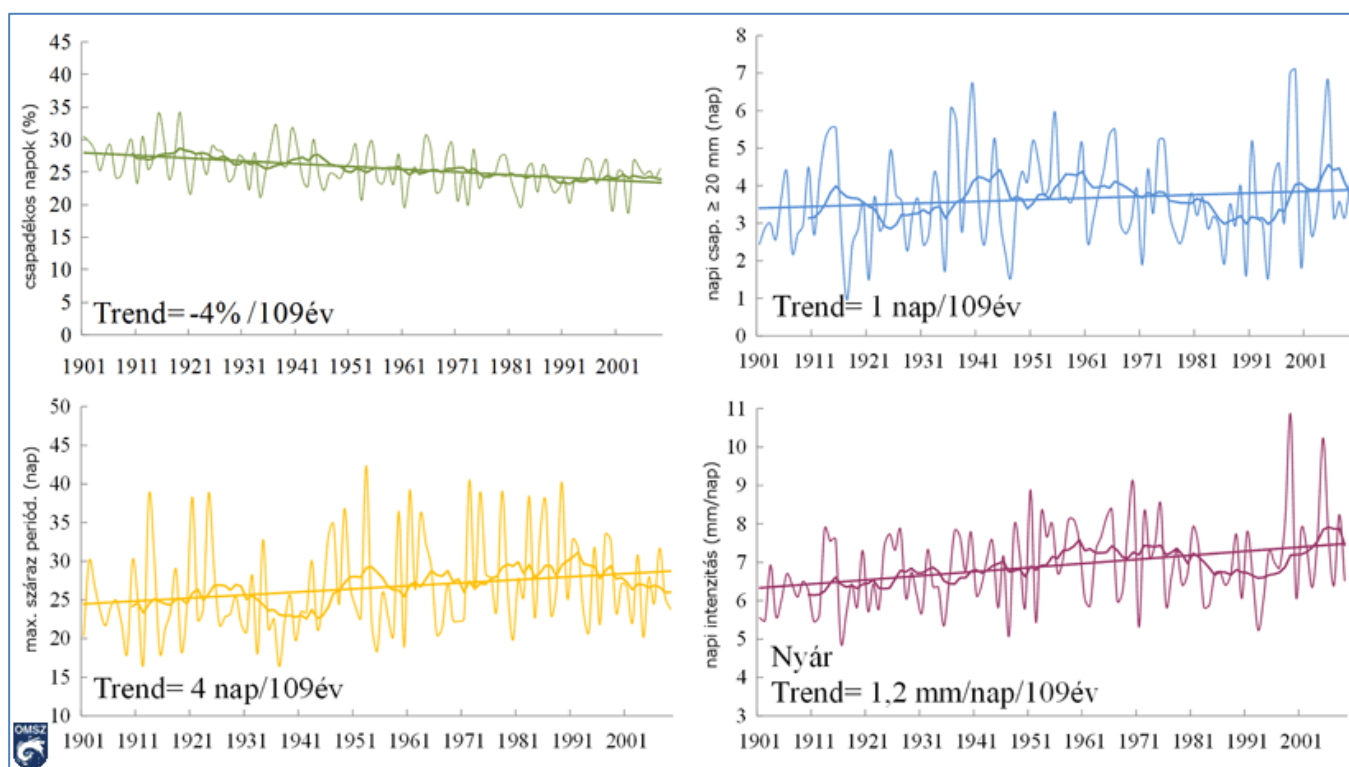 csapadékos napok (%)
45
40
35
30
25
20
15
10
5
0
Trend= -4% /109év
1901 1911 1921 1931 1941 1951 1961 1971 1981 1991 2001
napi csap. ≥ 20 mm (nap)
8
7
6
5
4
3
2
1
0
Trend= 1 nap/109év
1901 1911 1921 1931 1941 1951 1961 1971 1981 1991 2001
max. száraz periód. (nap)
50
45
40
35
30
25
20
15
10
Trend= 4 nap/109év
1901 1911 1921 1931 1941 1951 1961 1971 1981 1991 2001
napi intenzitás (mm/nap)
11
10
9
8
7
6
5
4
3
Nyár
Trend= 1,2 mm/nap/109év
1901 1911 1921 1931 1941 1951 1961 1971 1981 1991 2001
OMSZ